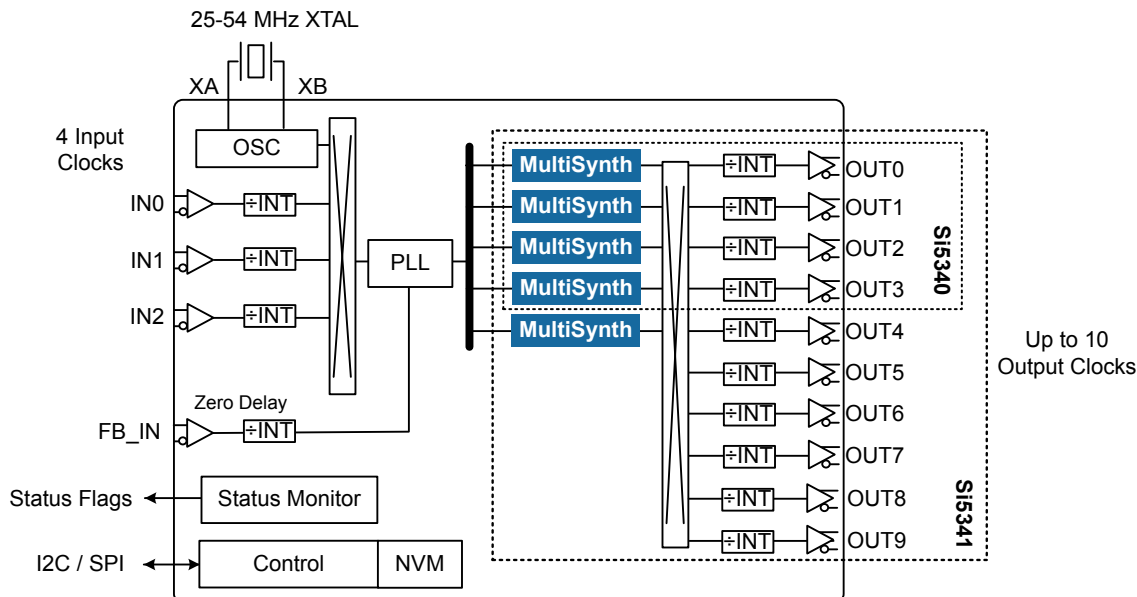 25-54 MHz XTAL
XA
XB
4 Input
Clocks
OSC
IN0
÷INT
IN1
÷INT
IN2
÷INT
PLL
Zero Delay
FB_IN
÷INT
Status Flags
Status Monitor
I2C / SPI
Control
NVM
MultiSynth
÷INT
OUT0
MultiSynth
÷INT
OUT1
MultiSynth
÷INT
OUT2
MultiSynth
÷INT
OUT3
Si5340
MultiSynth
÷INT
OUT4
÷INT
OUT5
÷INT
OUT6
÷INT
OUT7
÷INT
OUT8
÷INT
OUT9
Si5341
Up to 10
Output Clocks